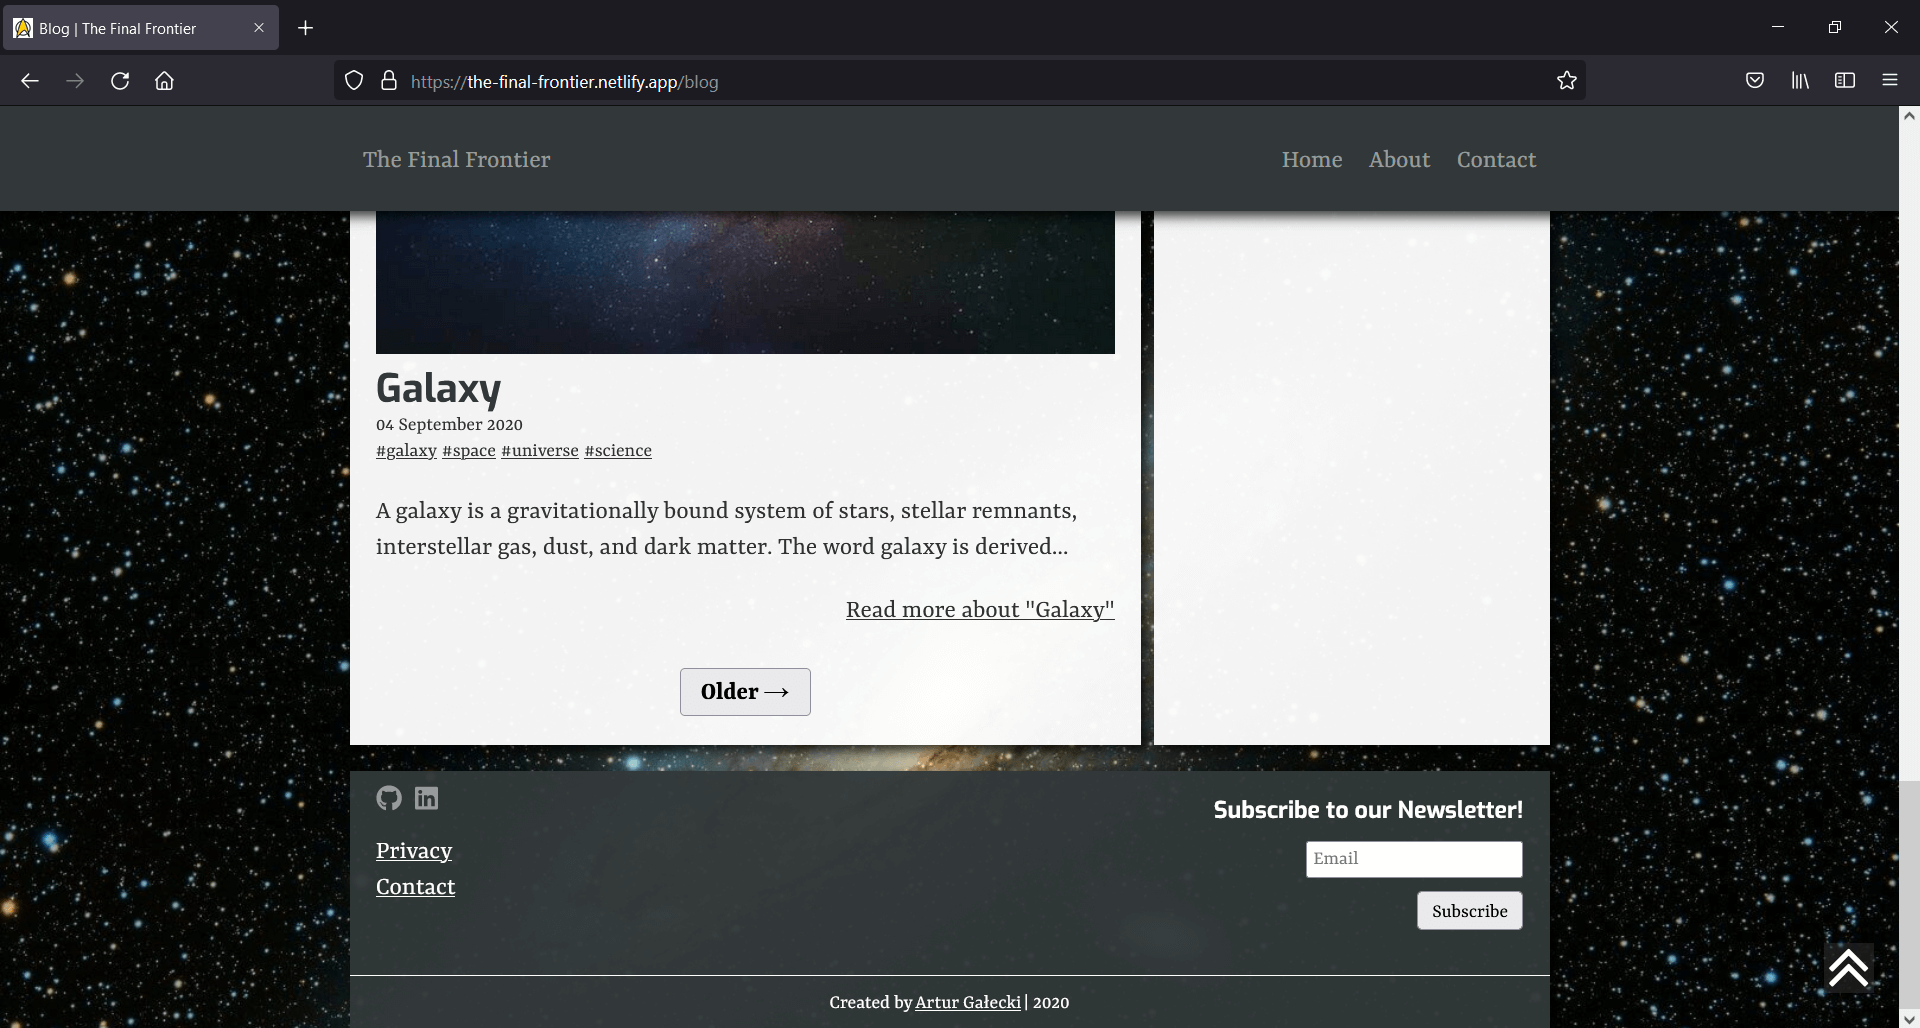 Blog | The Final Frontier
https://the-final-frontier.netlify.app/blog
The Final Frontier
Home About Contact
Galaxy
04 September 2020
#galaxy #space #universe #science
A galaxy is a gravitationally bound system of stars, stellar remnants,
interstellar gas, dust, and dark matter. The word galaxy is derived...
Read more about "Galaxy"
Older →
in
Privacy
Contact
Subscribe to our Newsletter!
Email
Subscribe
Created by Artur Gałecki | 2020